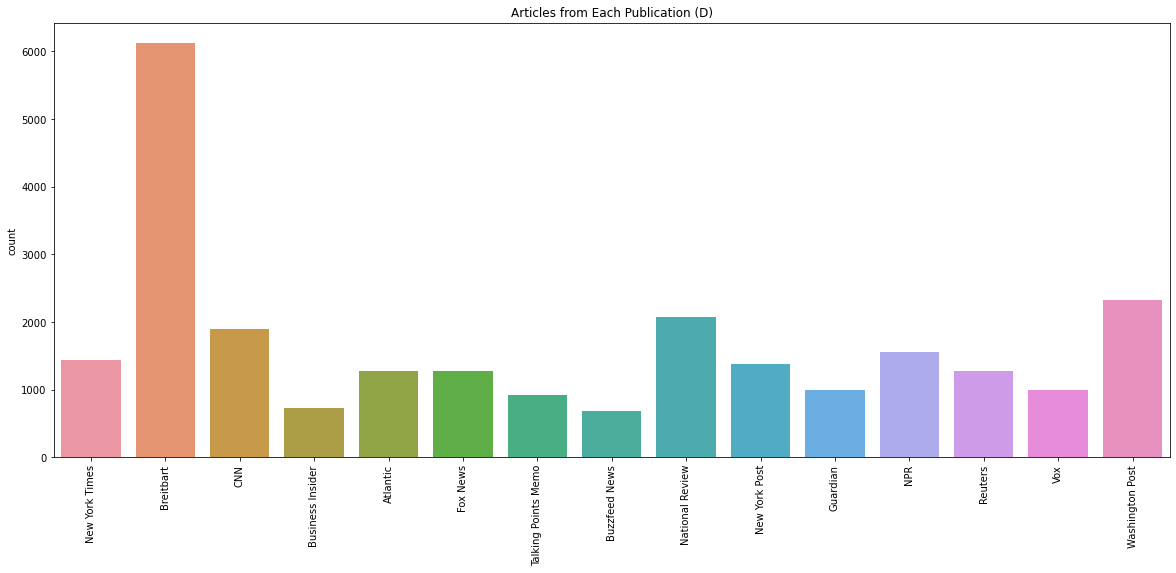 Articles from Each Publication (D)
6000
5000
4000
3000
2000
1000
0
count
New York Times
Breitbart
CNN
Business Insider
Atlantic
Fox News
Talking Points Memo
Buzzfeed News
National Review
New York Post
Guardian
NPR
Reuters
Vox
Washington Post